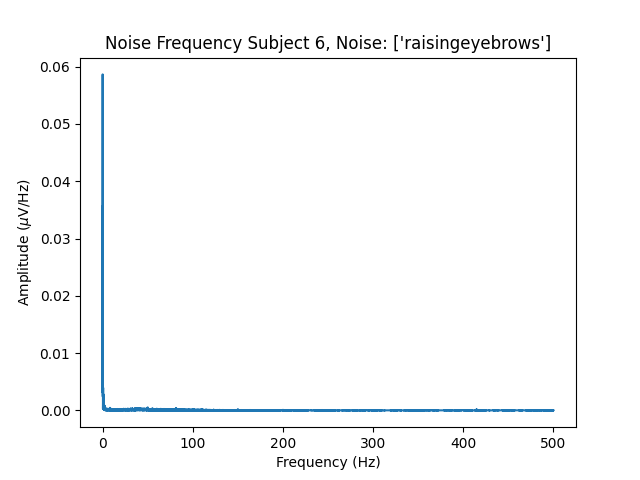 Noise Frequency Subject 6, Noise: ['raisingeyebrows']
0.06
0.05
0.04
0.03
0.02
0.01
0.00
Amplitude (μV/Hz)
0 100 200 300 400 500
Frequency (Hz)